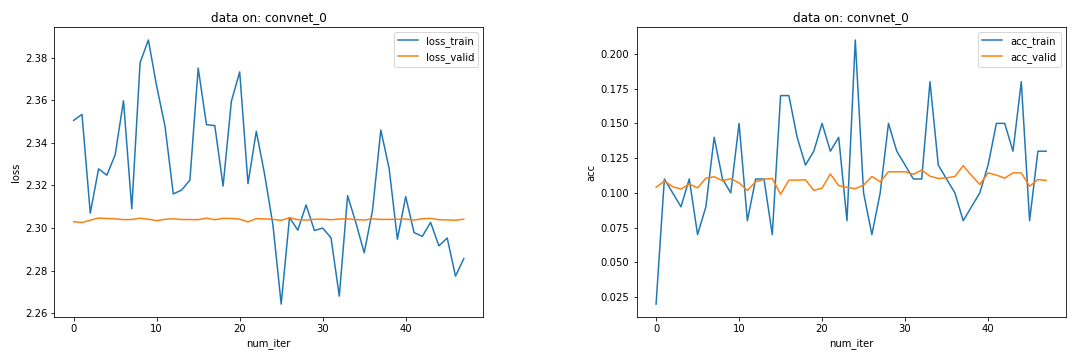 data on: convnet_0
2.38
2.36
2.34
2.32
2.30
2.28
2.26
loss
0
10
20
30
40
num_iter
loss_train
loss_valid
data on: convnet_0
0.200
0.175
0.150
0.125
0.100
0.075
0.050
0.025
acc
0
10
20
30
40
num_iter
acc_train
acc_valid